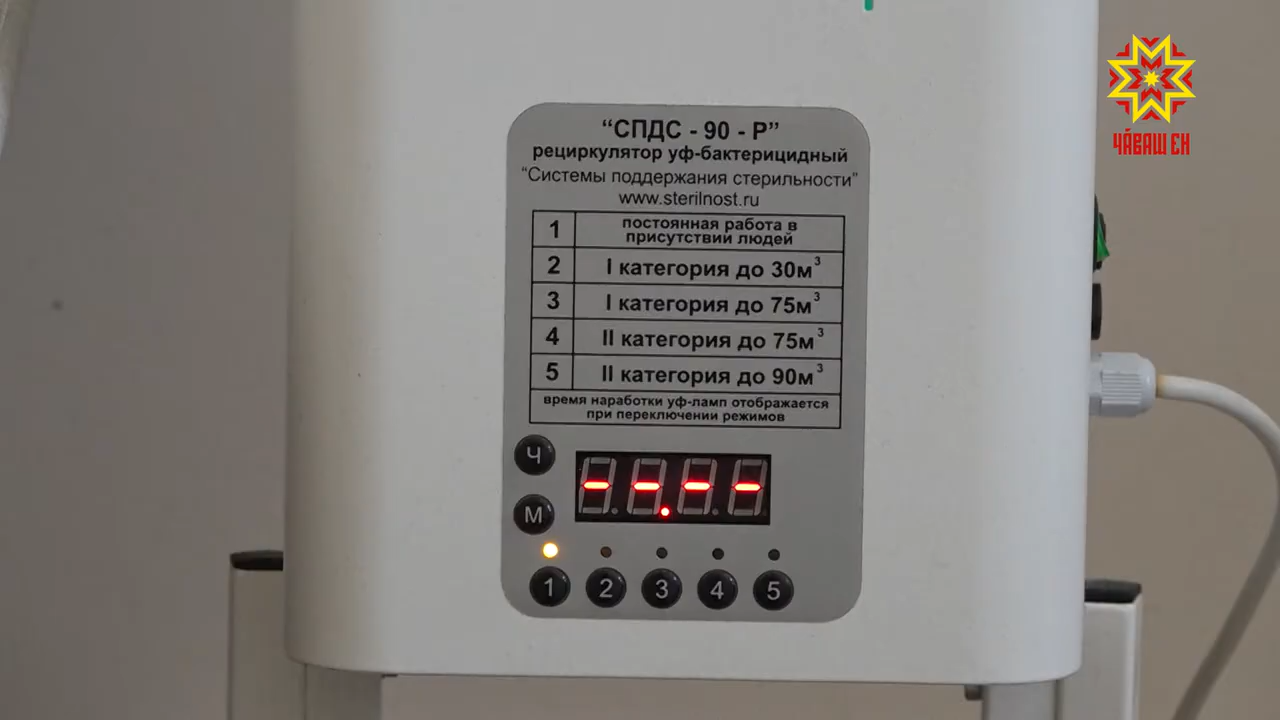 ЧӐВАШ ЕН
“СПДС - 90 - Р”
рециркулятор уф-бактерицидный
“Системы поддержания стерильности”
www.sterilnost.ru
1 постоянная работа в
присутствии людей
2 I категория до 30м³
3 I категория до 75м³
4 II категория до 75м³
5 II категория до 90м³
время наработки уф-ламп отображается
при переключении режимов
Ч
М
--.--
1 2 3 4 5